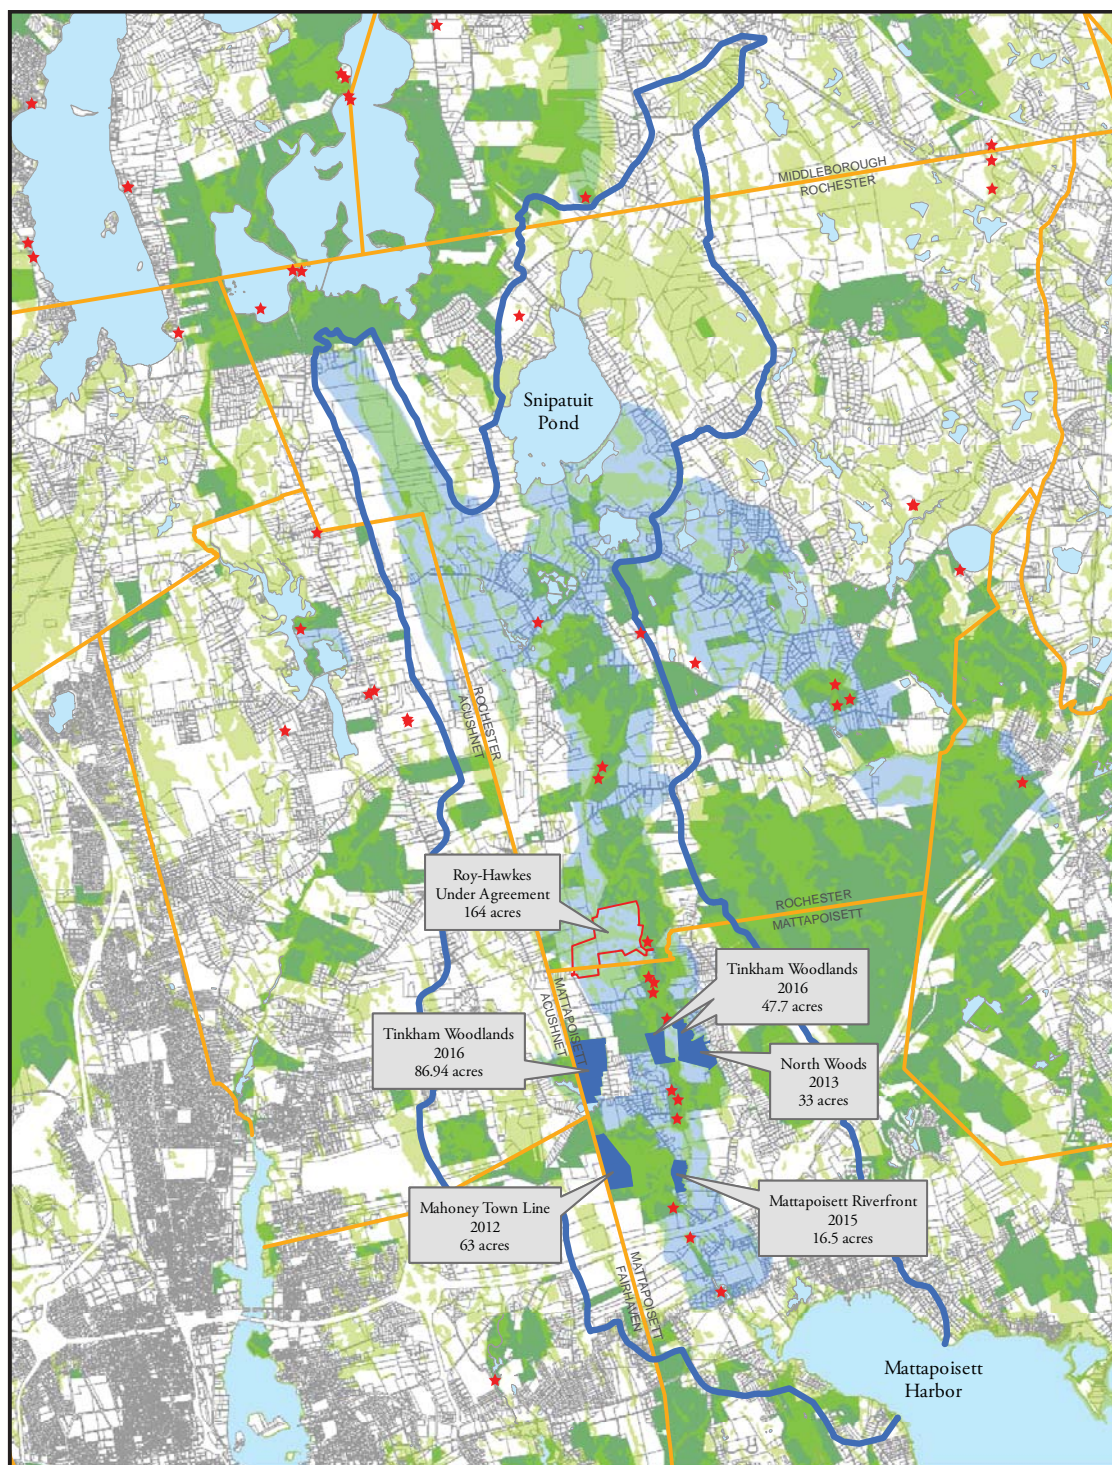 MIDDLEBOROUGH
ROCHESTER
Snipatuit
Pond
ROCHESTER
ACUSHNET
Roy-Hawkes
Under Agreement
164 acres
ROCHESTER
MATTAPOISETT
Tinkham Woodlands
2016
47.7 acres
MATTAPOISETT
ACUSHNET
Tinkham Woodlands
2016
86.94 acres
North Woods
2013
33 acres
Mahoney Town Line
2012
63 acres
Mattapoisett Riverfront
2015
16.5 acres
MATTAPOISETT
FAIRHAVEN
Mattapoisett
Harbor